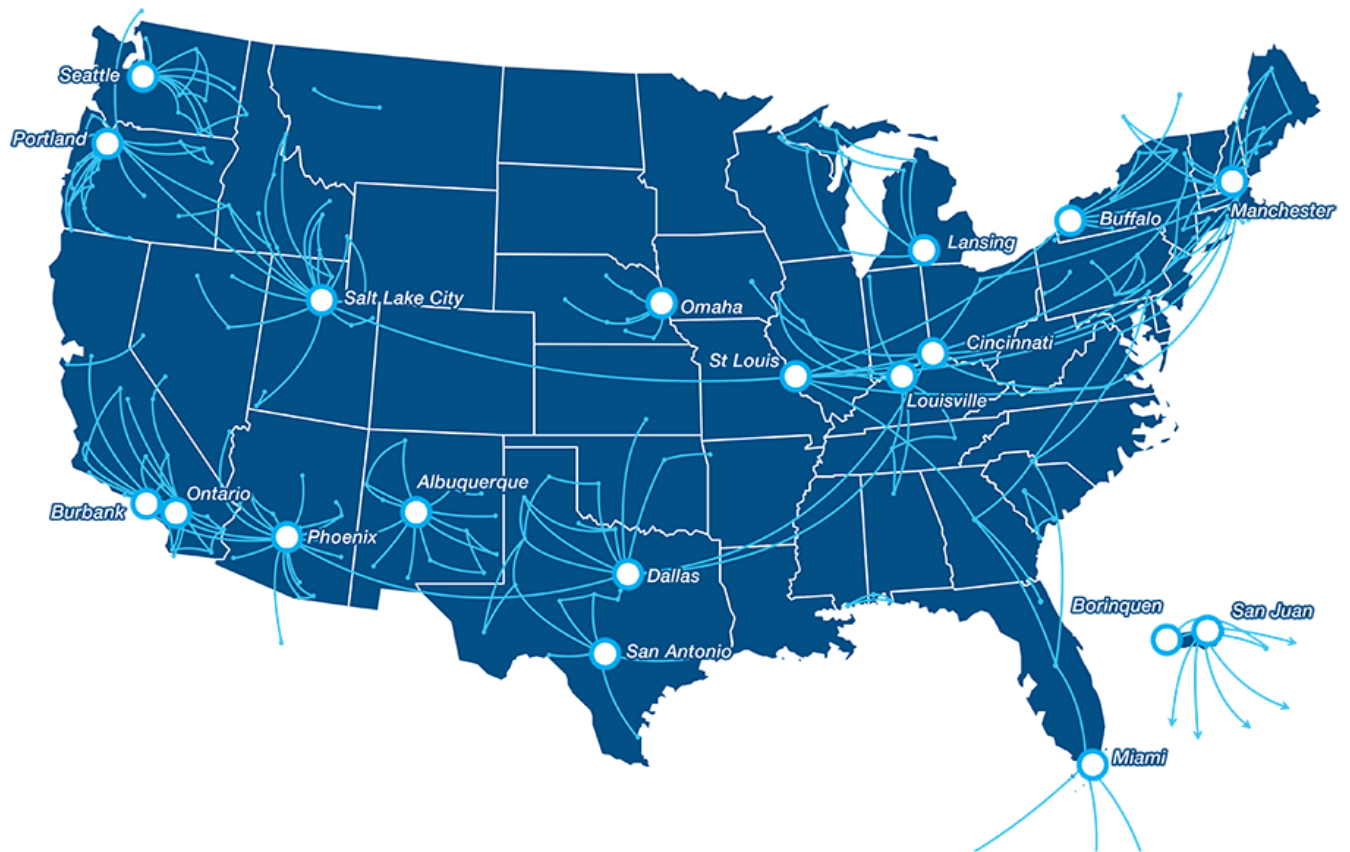 Seattle
Portland
Buffalo
Manchester
Lansing
Salt Lake City
Omaha
Cincinnati
St Louis
Louisville
Albuquerque
Ontario
Burbank
Phoenix
Dallas
Borinquen
San Juan
San Antonio
Miami